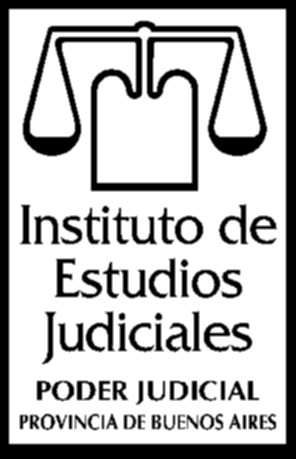 Instituto de
Estudios
Judiciales
PODER JUDICIAL
PROVINCIA DE BUENOS AIRES